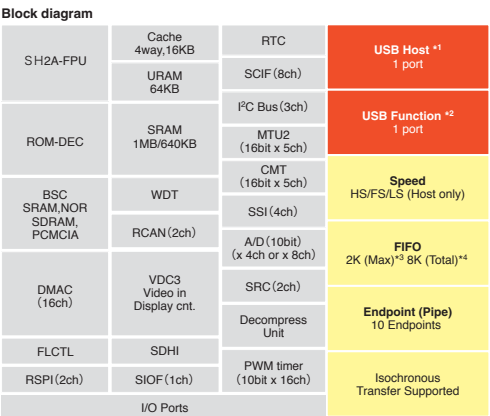 Block diagram
SH2A-FPU
ROM-DEC
BSC
SRAM,NOR
SDRAM,
PCMCIA
DMAC
(16ch)
FLCTL
RSPI(2ch)
Cache
4way,16KB
URAM
64KB
SRAM
1MB/640KB
WDT
RCAN(2ch)
VDC3
Video in
Display cnt.
SDHI
SIOF(1ch)
I/O Ports
RTC
SCIF(8ch)
I²C Bus(3ch)
MTU2
(16bit x 5ch)
CMT
(16bit x 5ch)
SSI(4ch)
A/D(10bit)
(x 4ch or x 8ch)
SRC(2ch)
Decompress
Unit
PWM timer
(10bit x 16ch)
USB Host *1
1 port
USB Function *2
1 port
Speed
HS/FS/LS (Host only)
FIFO
2K (Max)*3 8K (Total)*4
Endpoint (Pipe)
10 Endpoints
Isochronous
Transfer Supported